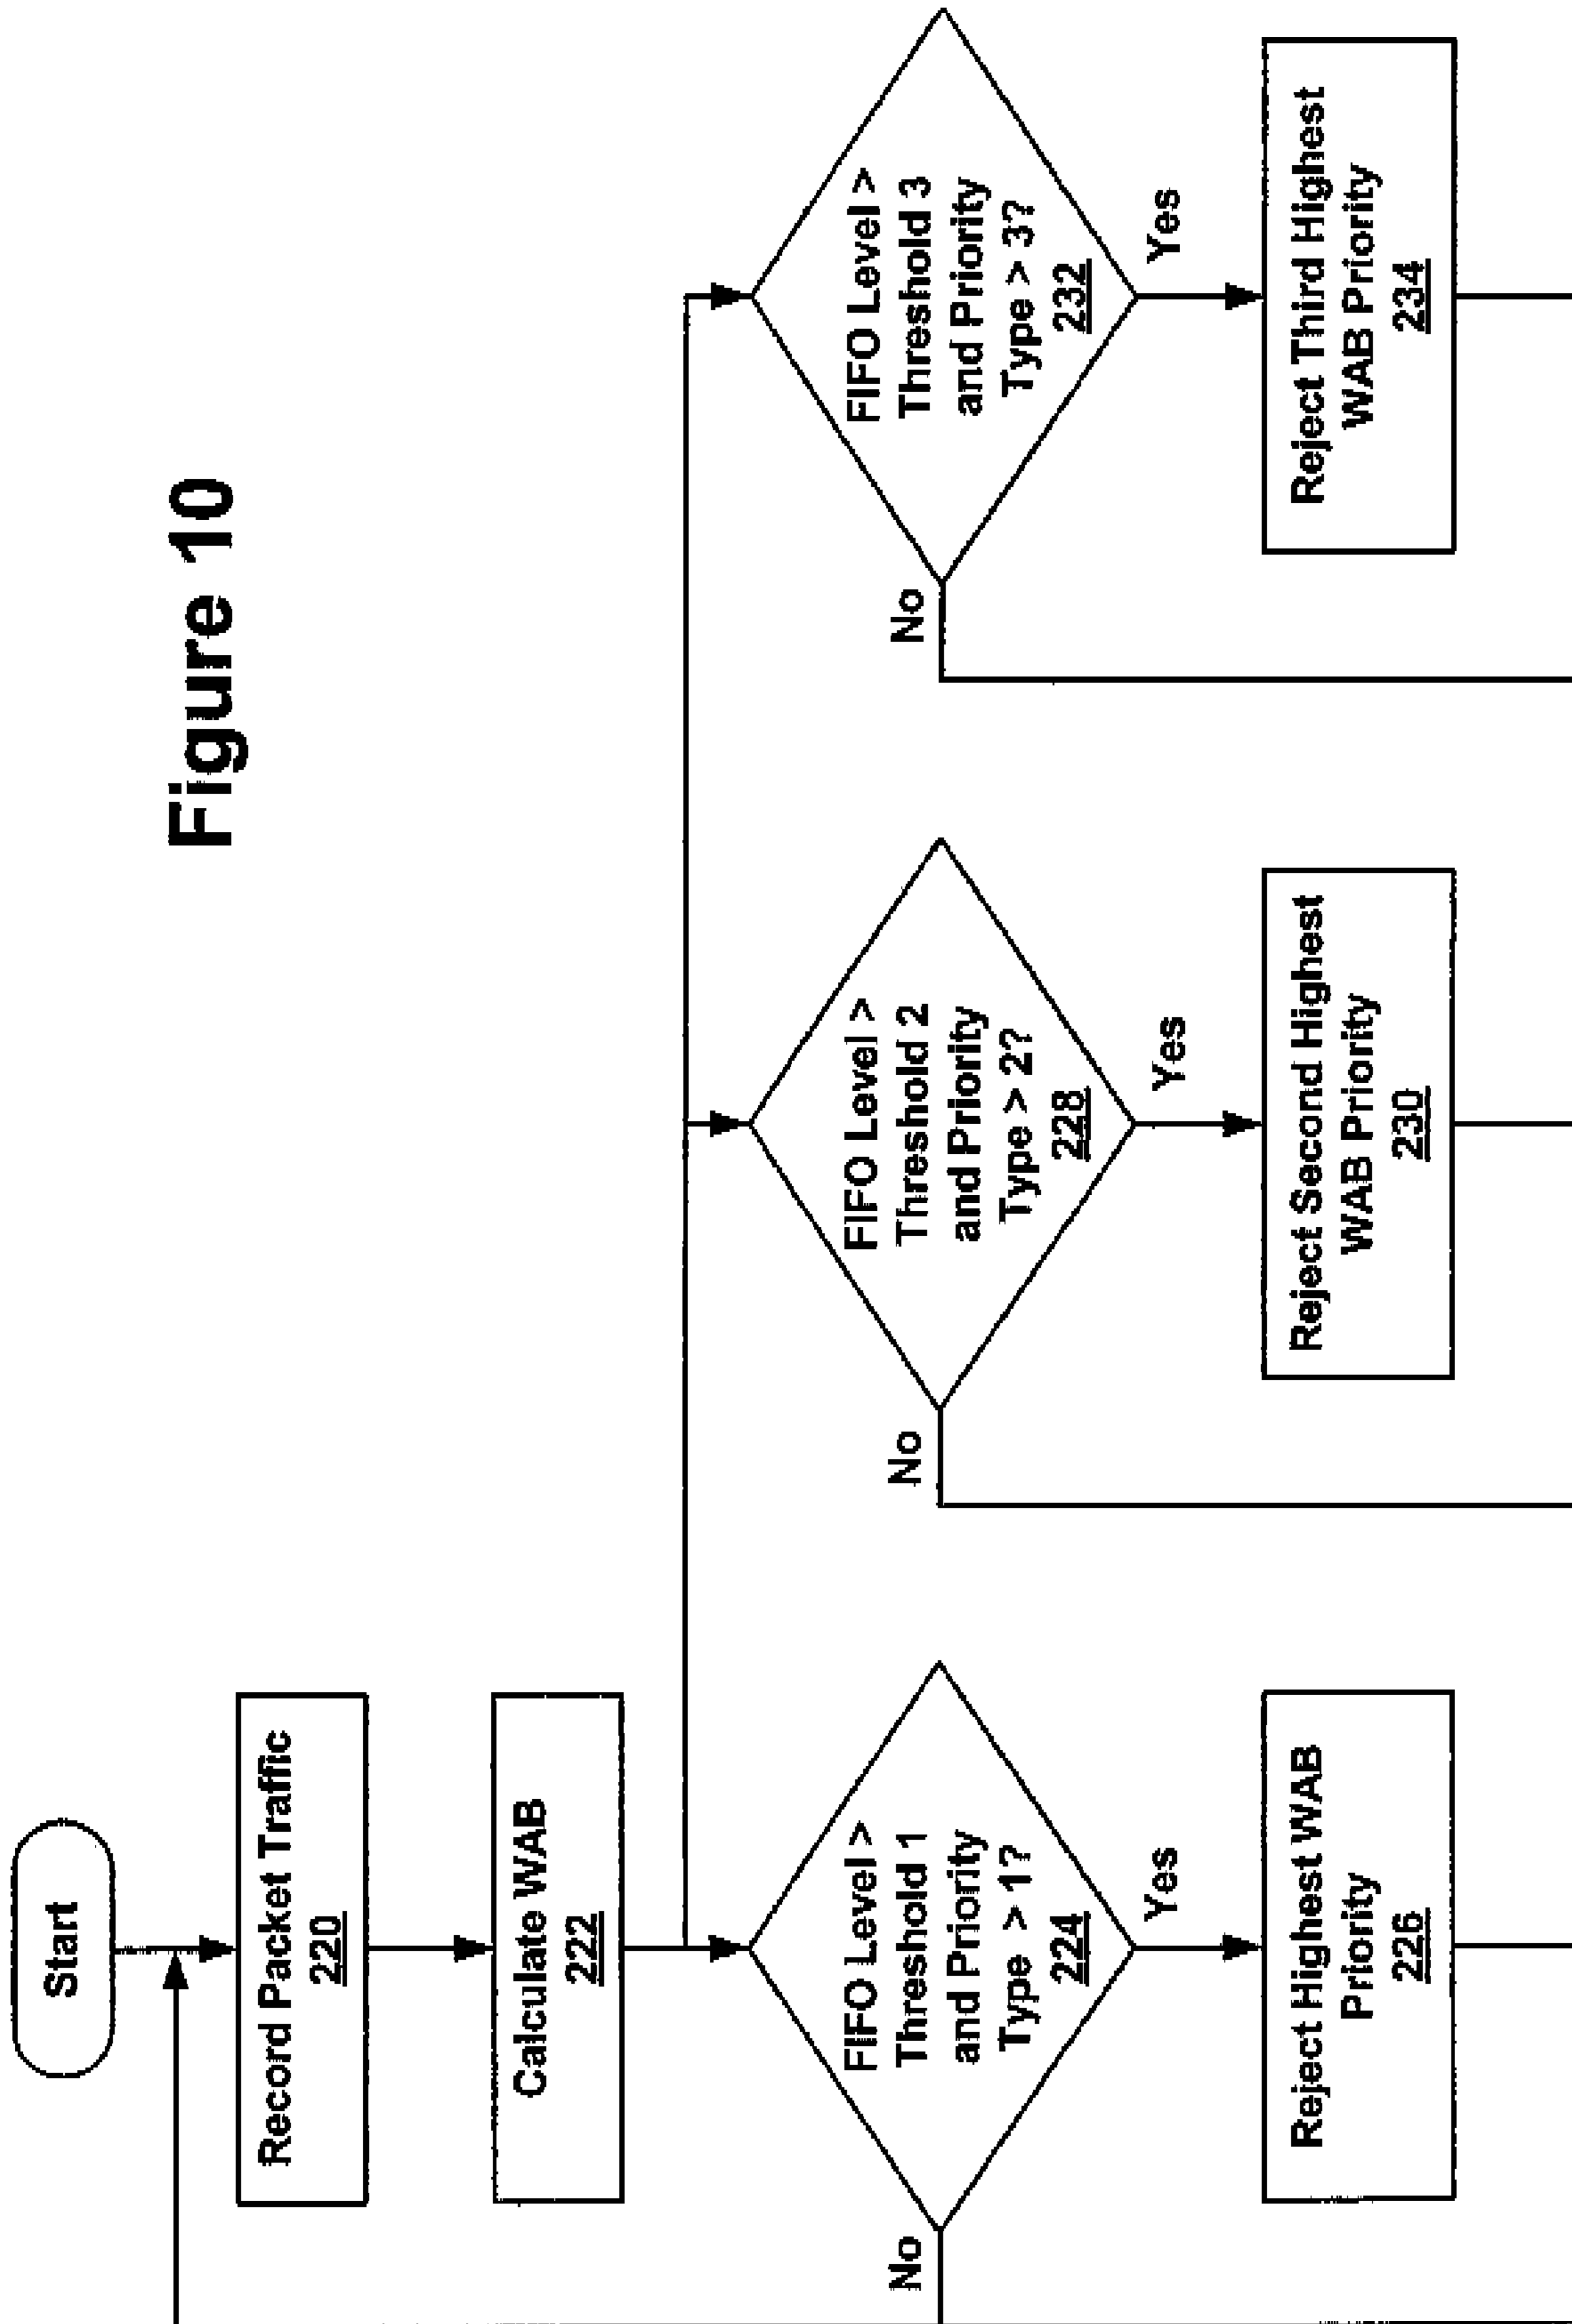 Figure 10
Start
Record Packet Traffic
220
Calculate WAB
222
FIFO Level >
Threshold 1
and Priority
Type > 1?
224
No
Yes
Reject Highest WAB
Priority
226
FIFO Level >
Threshold 2
and Priority
Type > 2?
228
No
Yes
Reject Second Highest
WAB Priority
230
FIFO Level >
Threshold 3
and Priority
Type > 3?
232
No
Yes
Reject Third Highest
WAB Priority
234